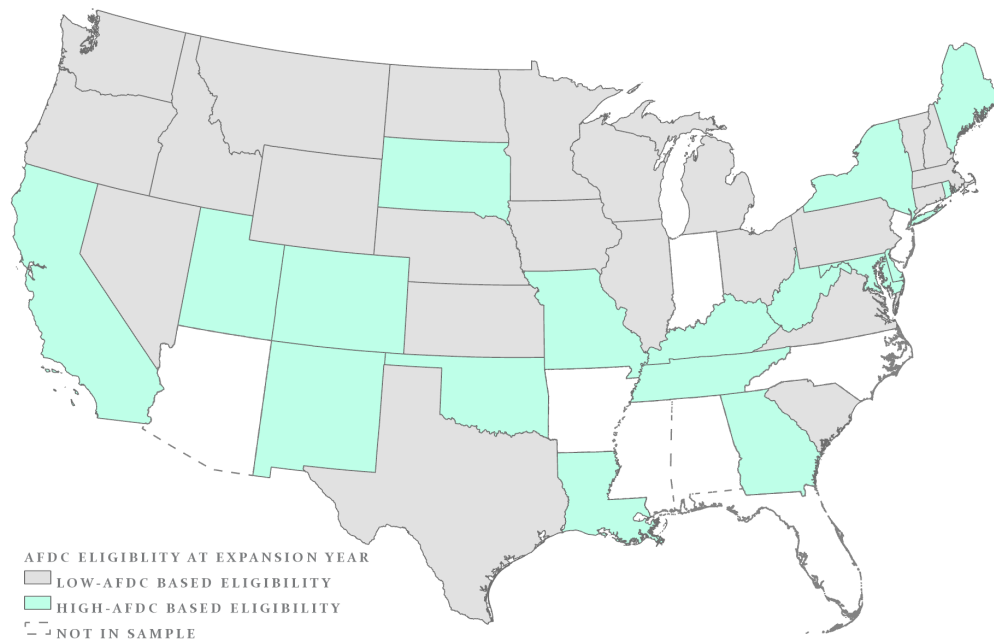 AFDC ELIGIBLITY AT EXPANSION YEAR
LOW-AFDC BASED ELIGIBILITY
HIGH-AFDC BASED ELIGIBILITY
NOT IN SAMPLE